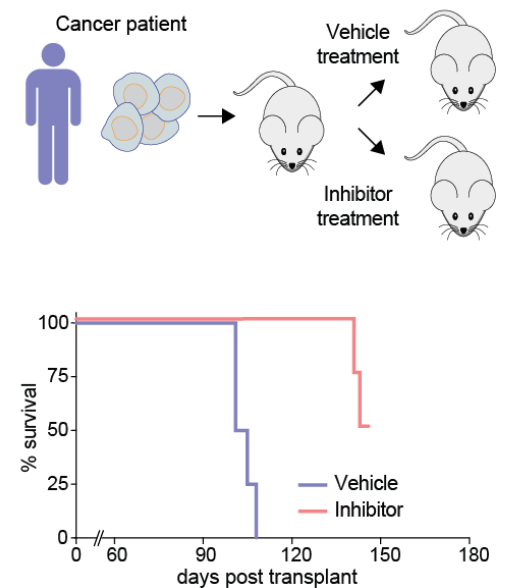 Cancer patient
Vehicle
treatment
Inhibitor
treatment
% survival
100
75
50
25
0
0 // 60 90 120 150 180
days post transplant
Vehicle
Inhibitor